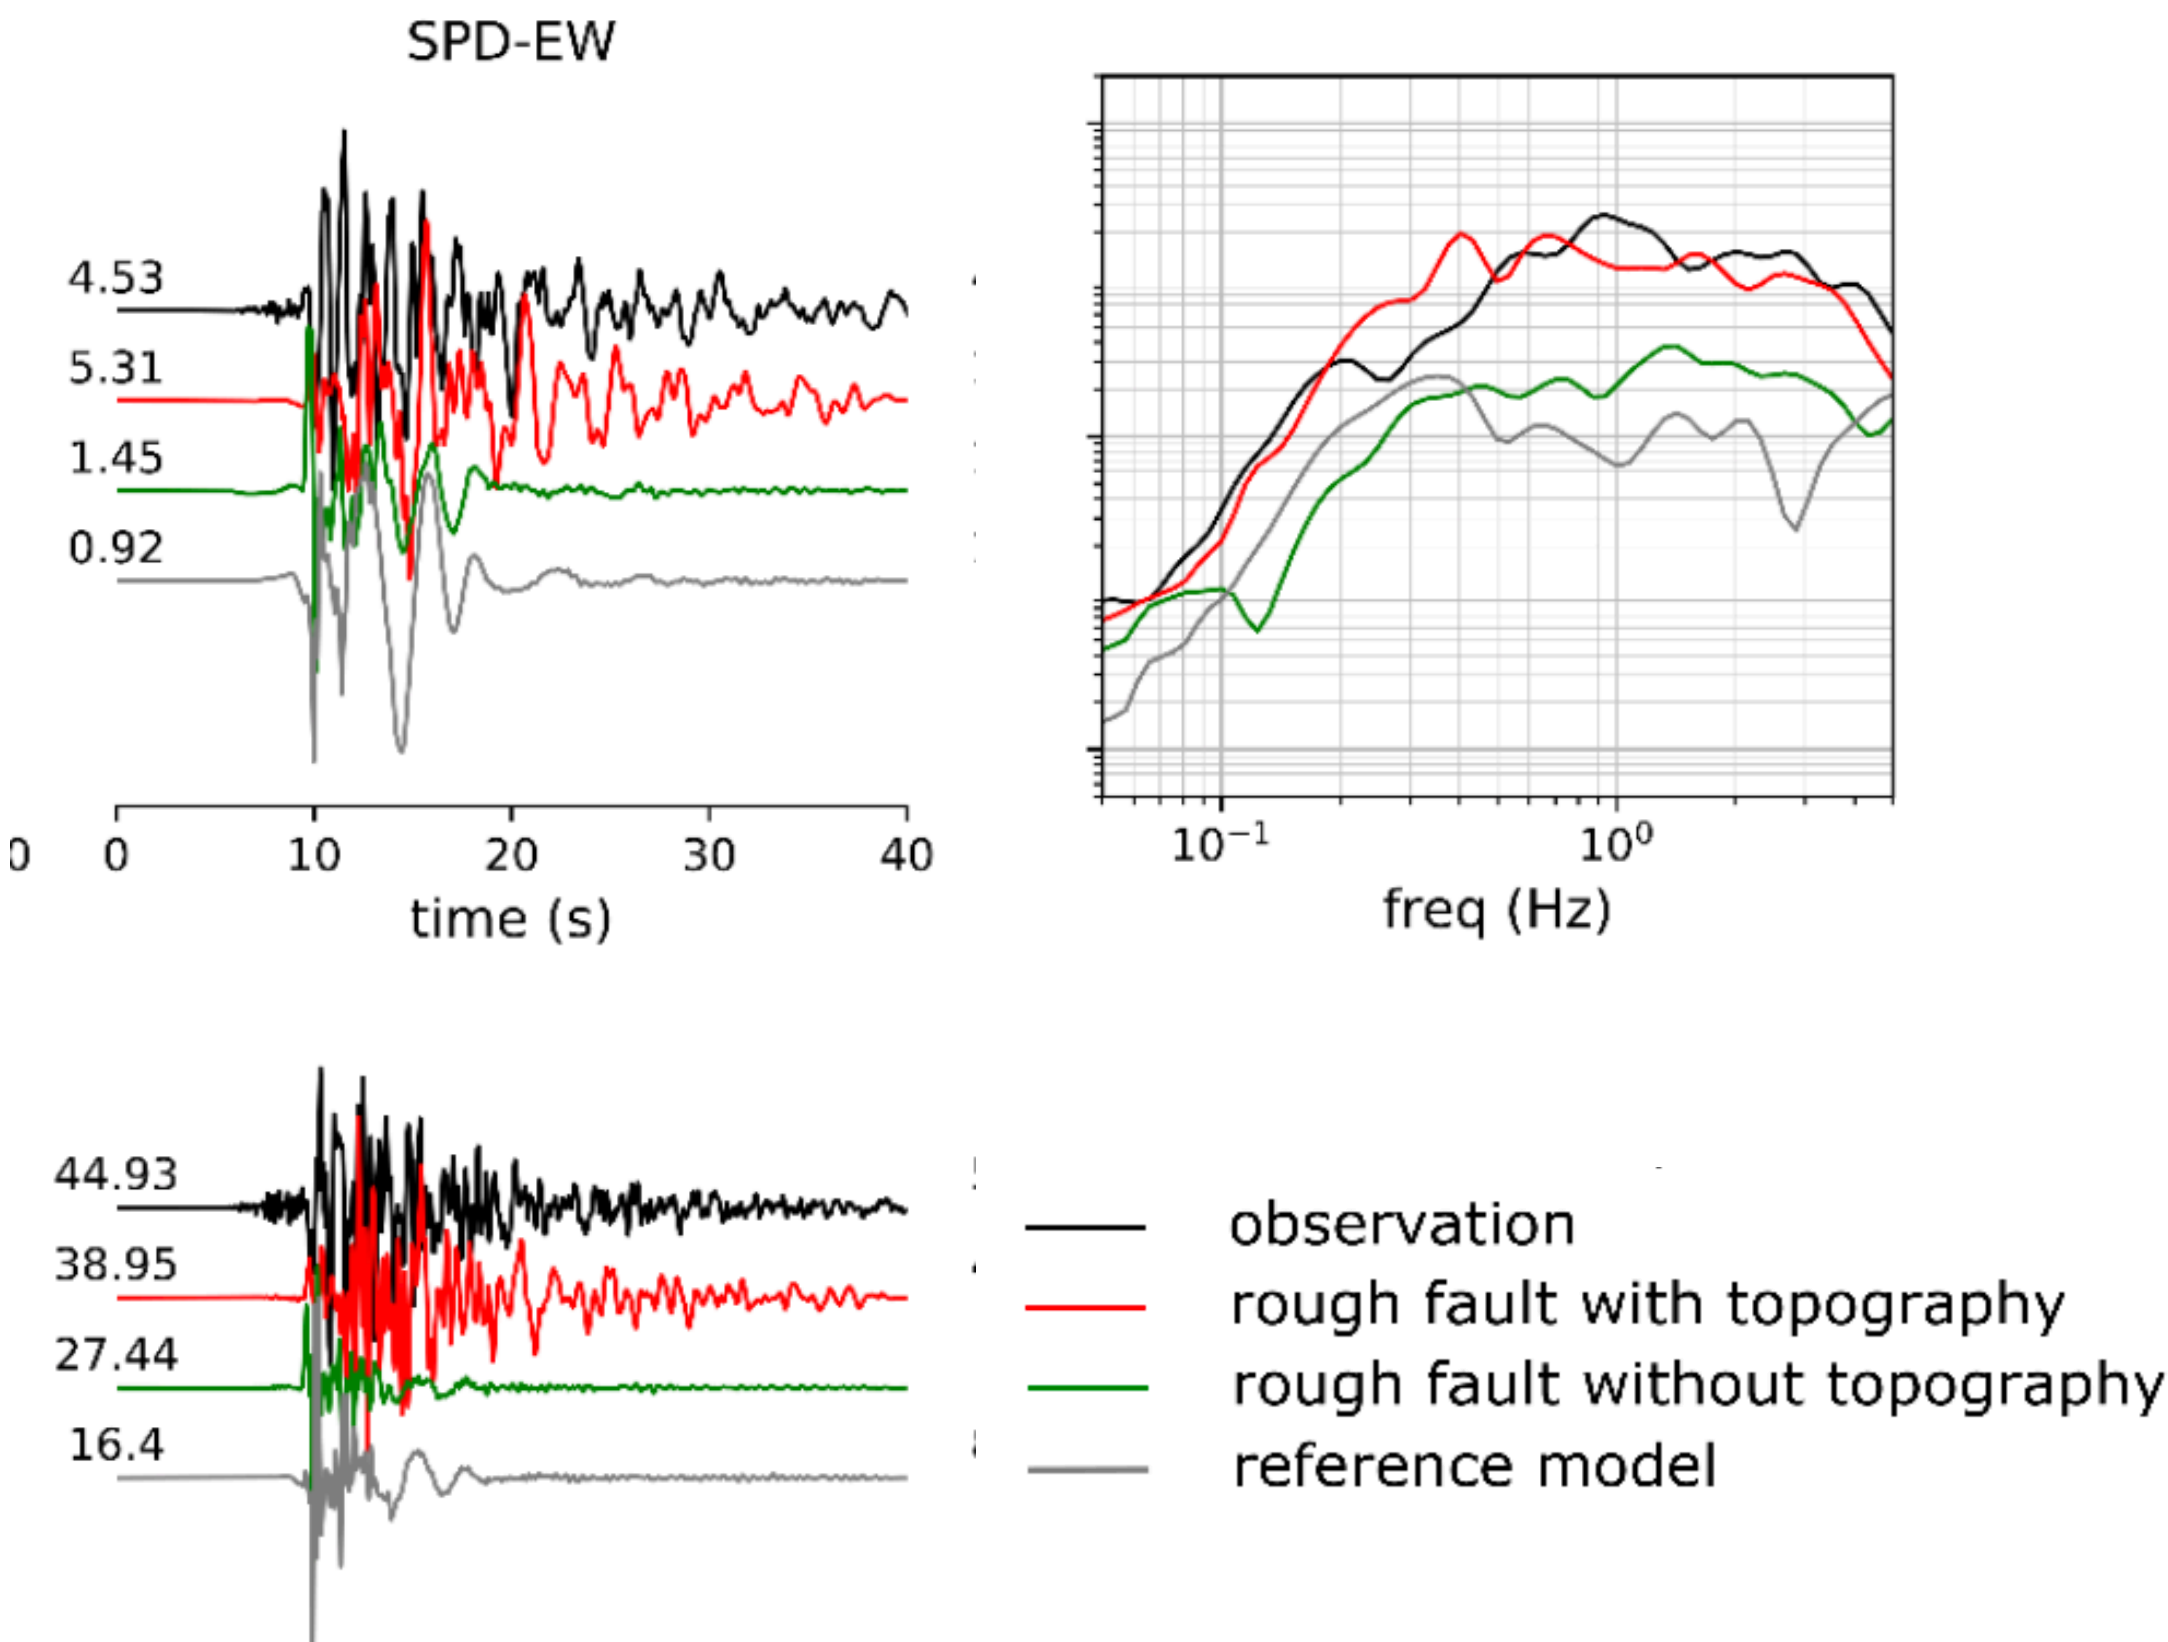 SPD-EW
4.53
5.31
1.45
0.92
0 0 10 20 30 40
time (s)
10⁻¹ 10⁰
freq (Hz)
44.93
38.95
27.44
16.4
observation
rough fault with topography
rough fault without topography
reference model